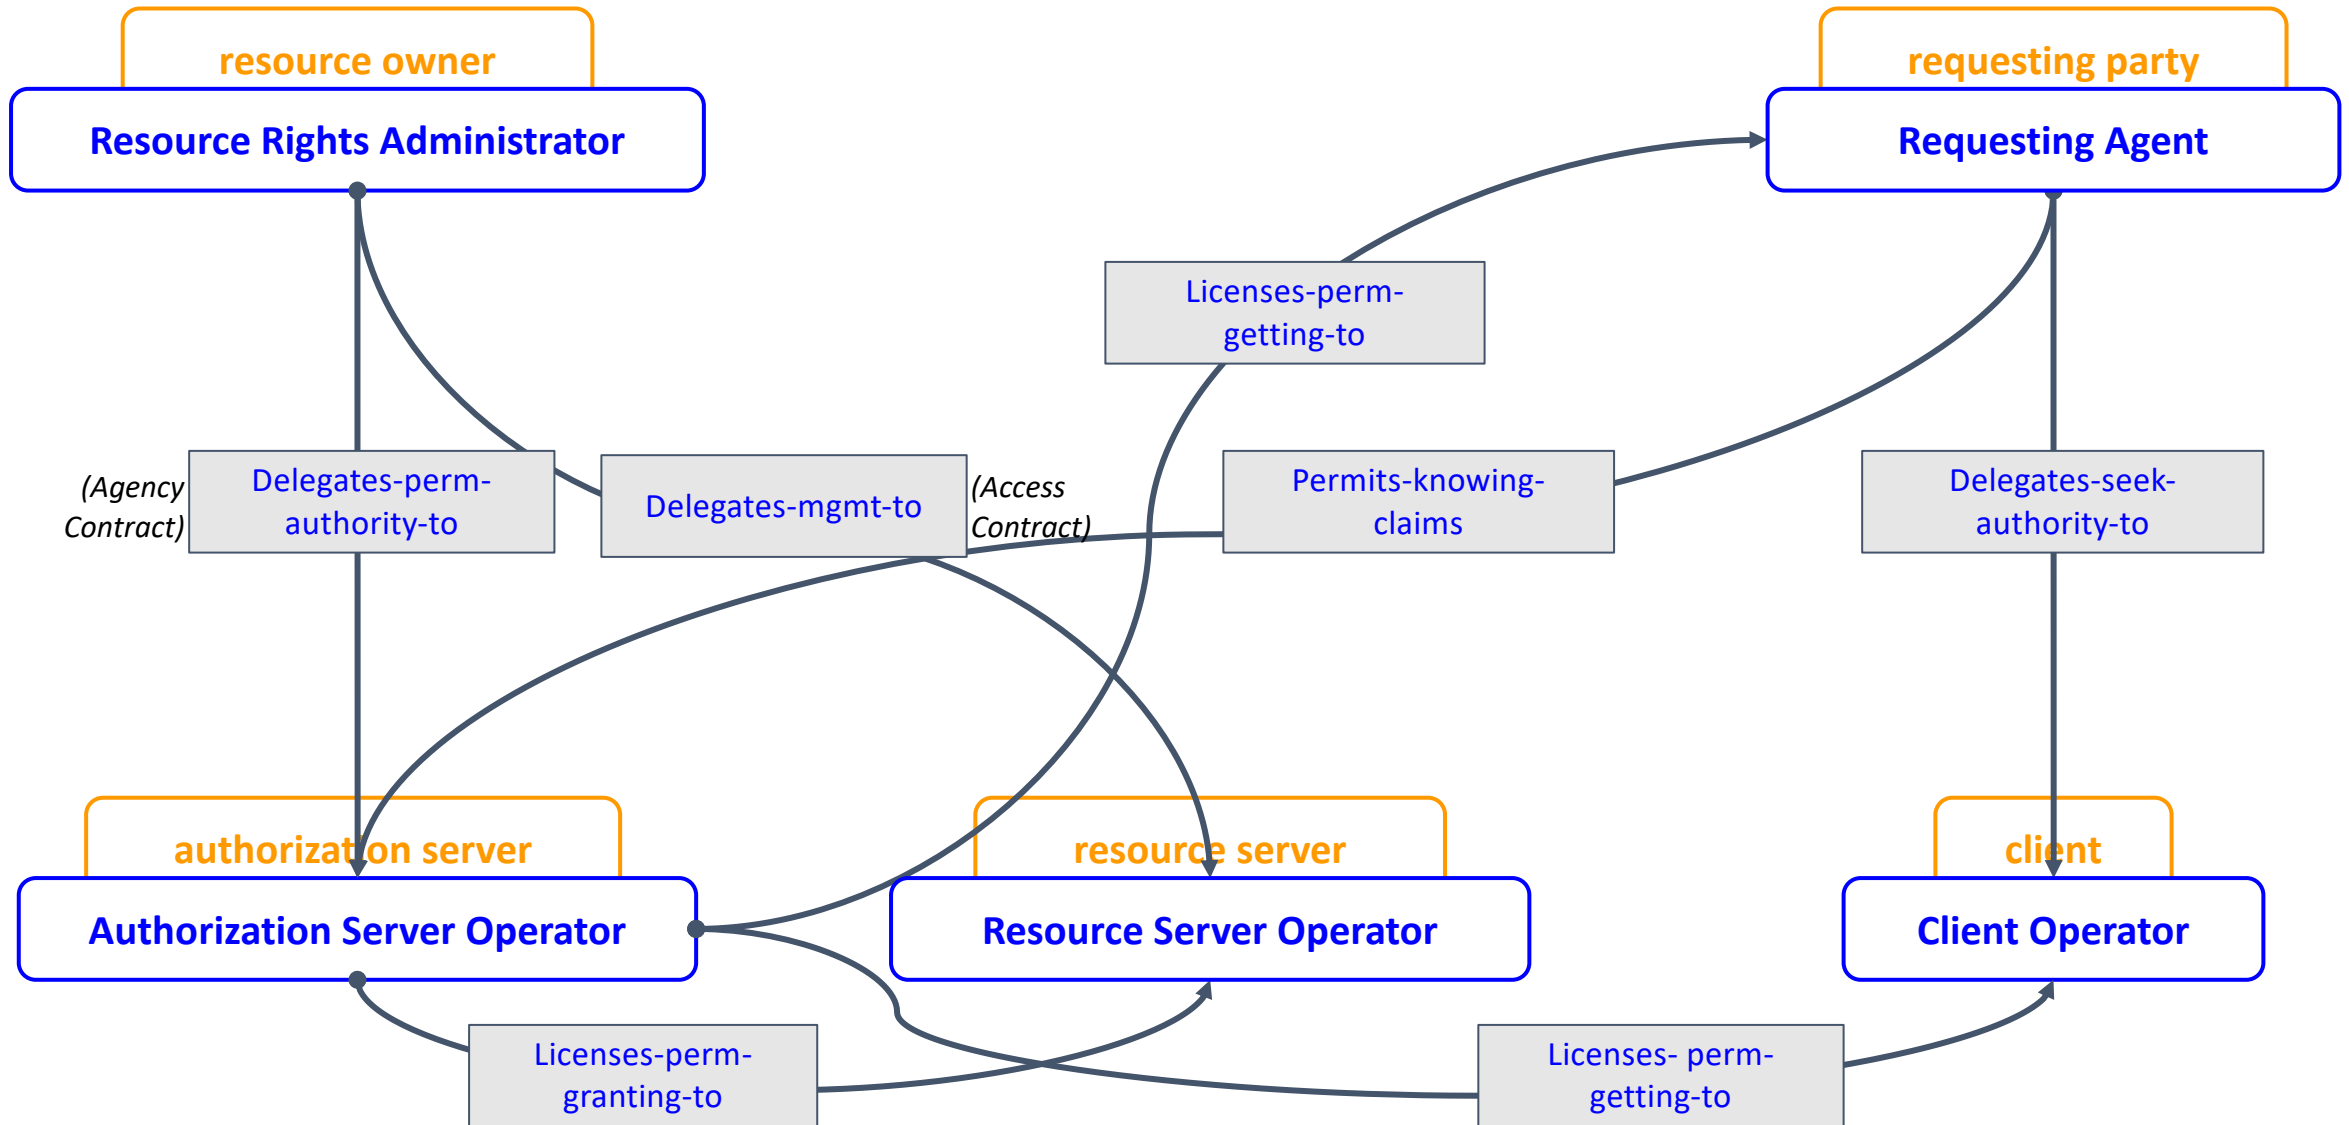 resource owner
requesting party
Resource Rights Administrator
Requesting Agent
Licenses-perm-
getting-to
(Agency
Contract)
Delegates-perm-
authority-to
Delegates-mgmt-to
(Access
Contract)
Permits-knowing-
claims
Delegates-seek-
authority-to
authorization server
resource server
client
Authorization Server Operator
Resource Server Operator
Client Operator
Licenses-perm-
granting-to
Licenses- perm-
getting-to